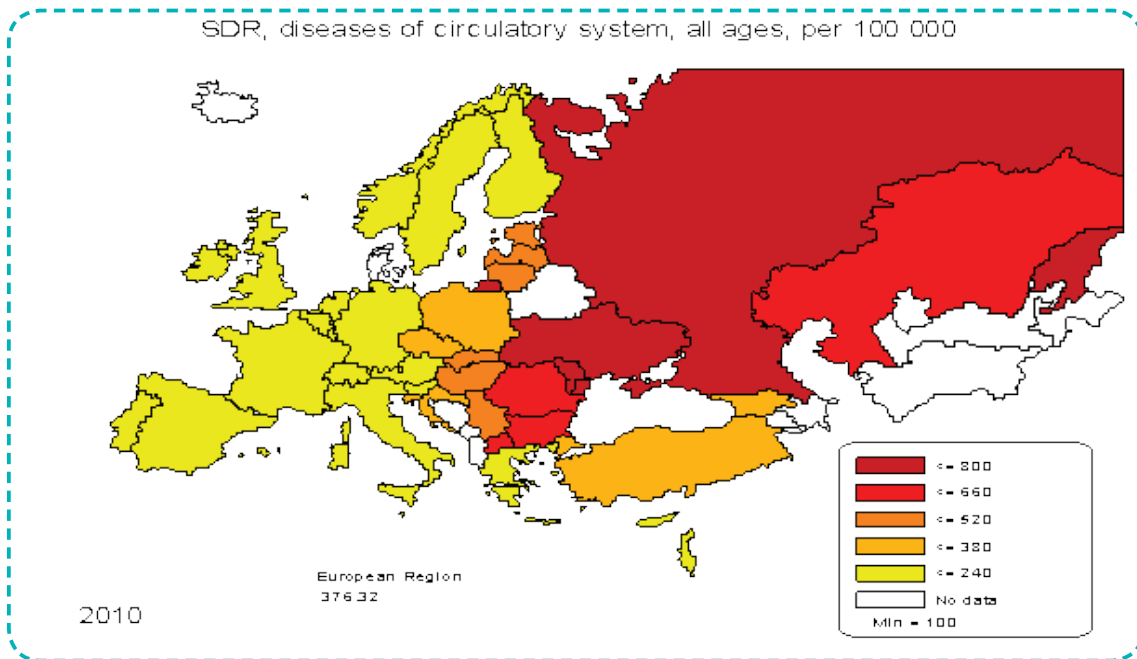 SDR, diseases of circulatory system, all ages, per 100 000
<= 800
<= 660
<= 520
<= 380
<= 240
No data
Min = 100
European Region
376.32
2010